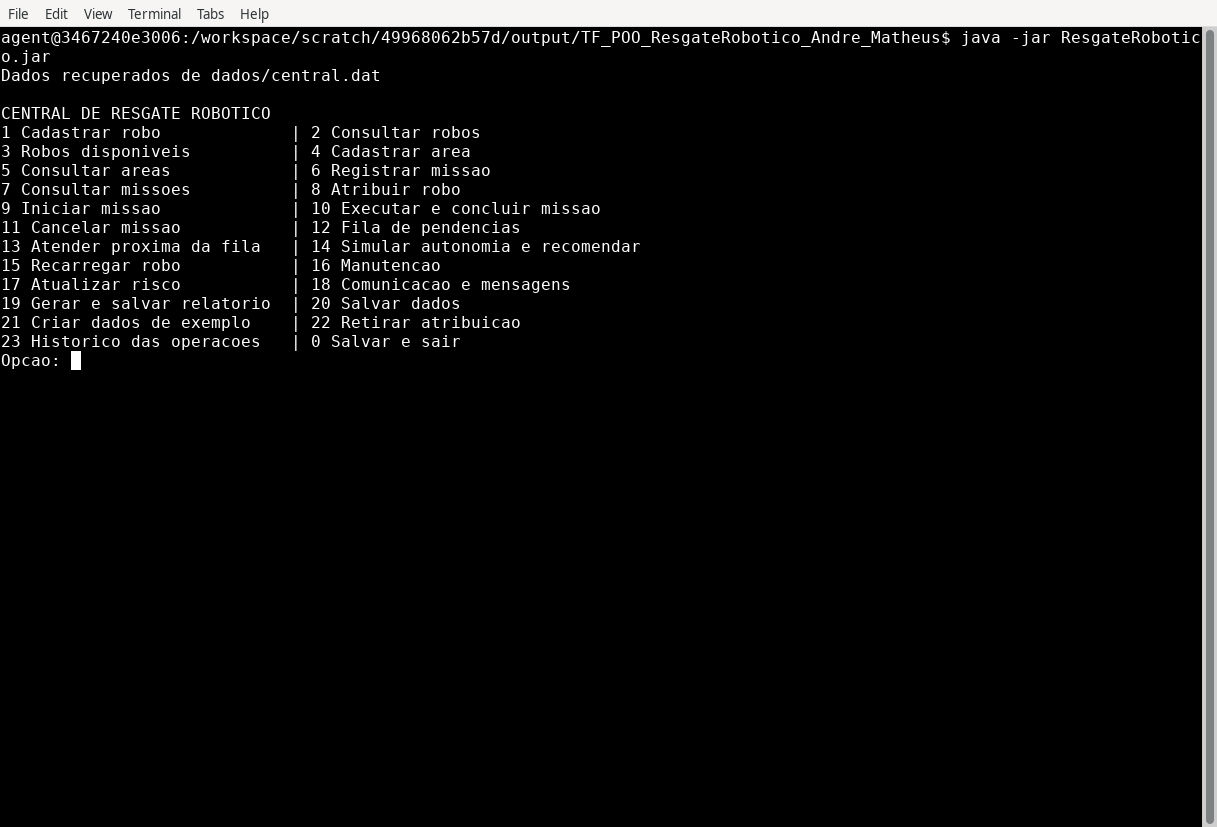 File Edit View Terminal Tabs Help
agent@3467240e3006:/workspace/scratch/49968062b57d/output/TF_POO_ResgateRobotico_Andre_Matheus$ java -jar ResgateRobotic
o.jar
Dados recuperados de dados/central.dat
CENTRAL DE RESGATE ROBOTICO
1 Cadastrar robo             | 2 Consultar robos
3 Robos disponiveis          | 4 Cadastrar area
5 Consultar areas            | 6 Registrar missao
7 Consultar missoes          | 8 Atribuir robo
9 Iniciar missao             | 10 Executar e concluir missao
11 Cancelar missao           | 12 Fila de pendencias
13 Atender proxima da fila   | 14 Simular autonomia e recomendar
15 Recarregar robo           | 16 Manutencao
17 Atualizar risco           | 18 Comunicacao e mensagens
19 Gerar e salvar relatorio  | 20 Salvar dados
21 Criar dados de exemplo    | 22 Retirar atribuicao
23 Historico das operacoes   | 0 Salvar e sair
Opcao: